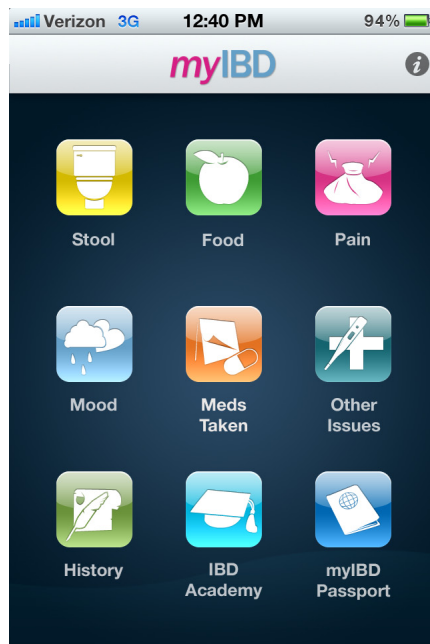 Verizon 3G 12:40 PM 94%
myIBD
i
Stool Food Pain
Mood Meds Taken Other Issues
History IBD Academy myIBD Passport